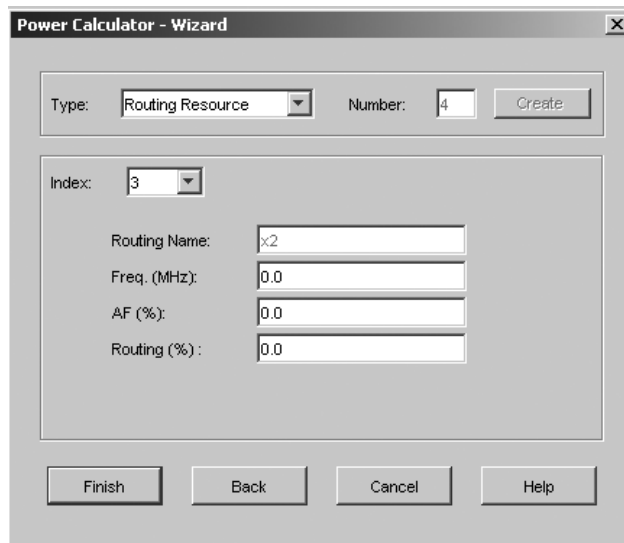 Power Calculator - Wizard
Type: Routing Resource Number: 4 Create
Index: 3
Routing Name: x2
Freq. (MHz): 0.0
AF (%): 0.0
Routing (%) : 0.0
Finish Back Cancel Help